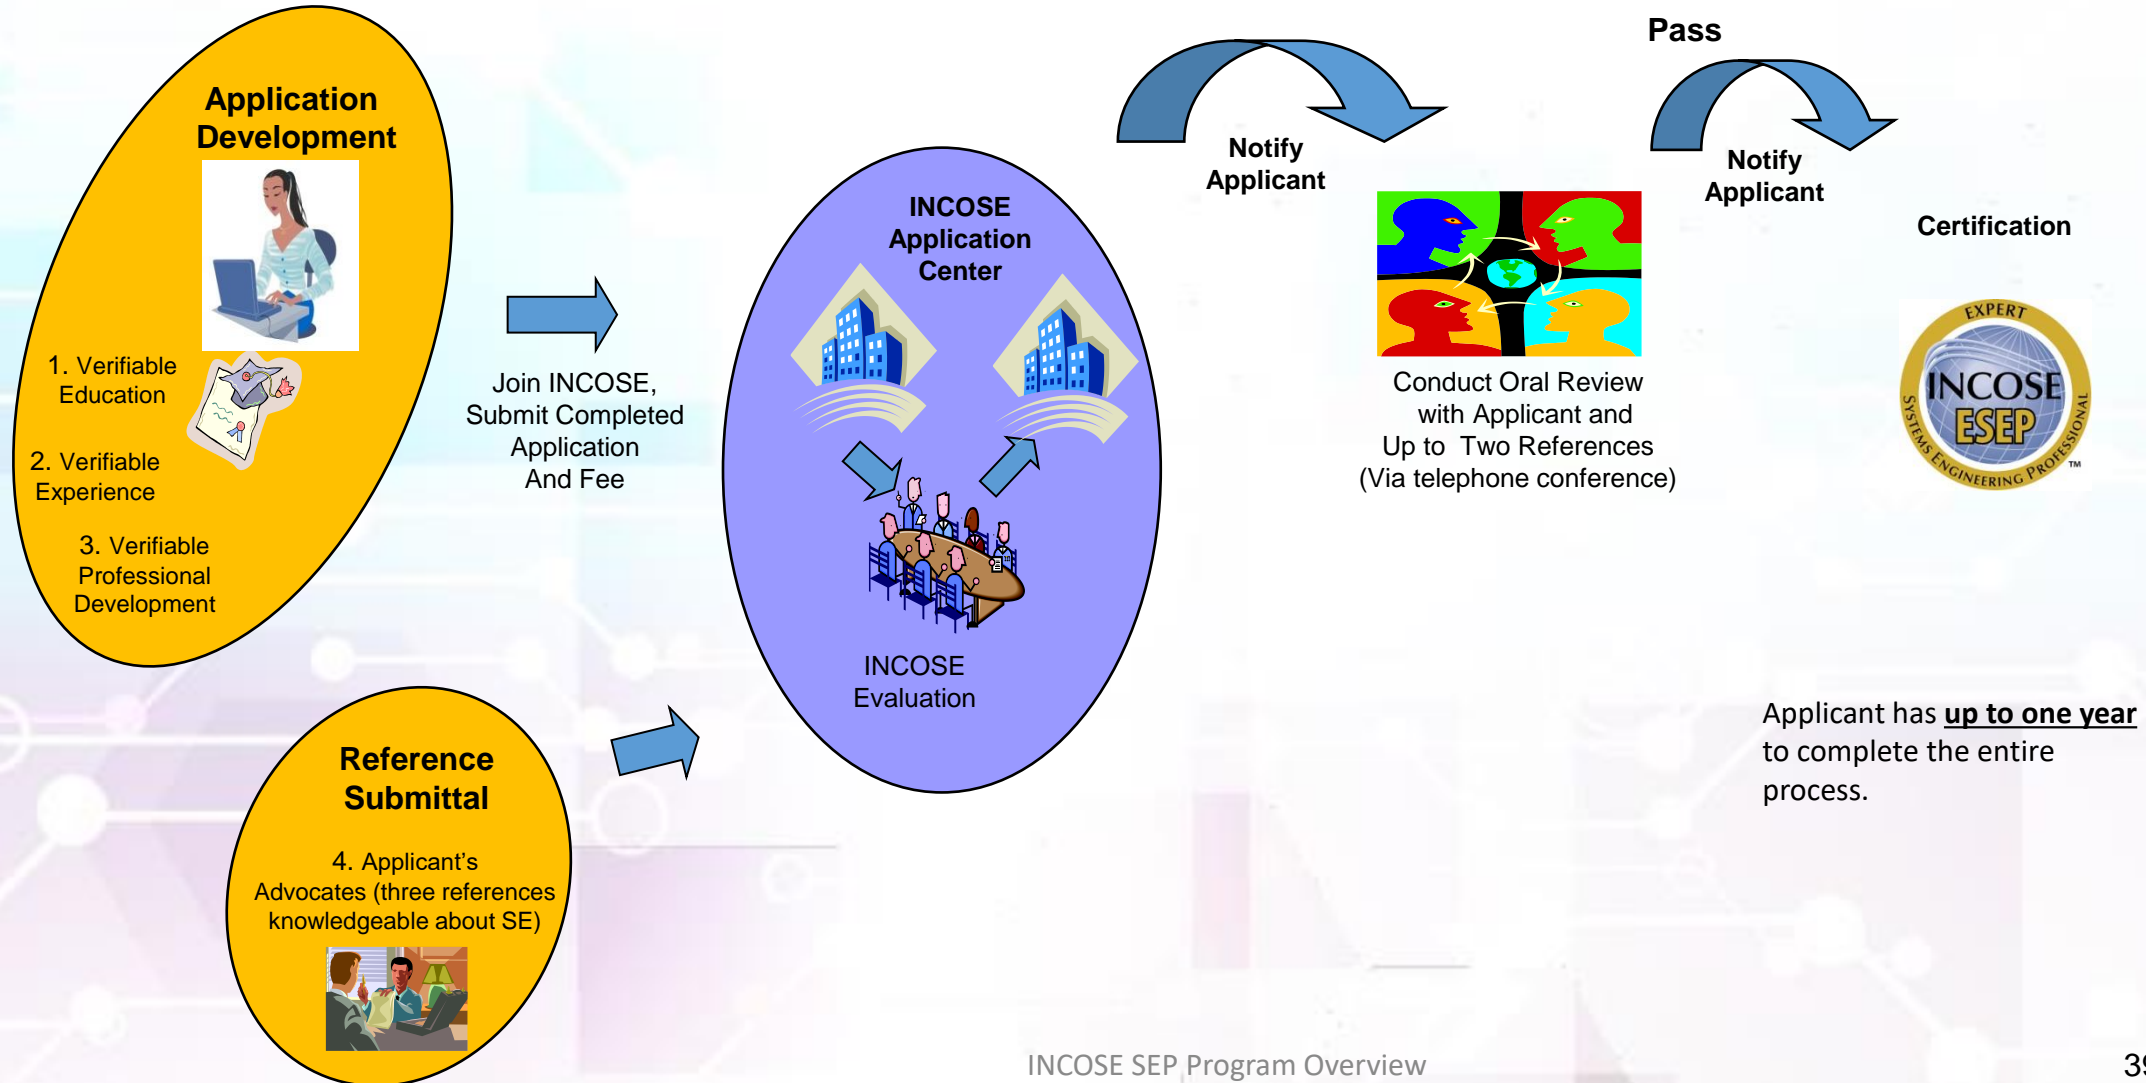 Application
Development
1. Verifiable
Education
2. Verifiable
Experience
3. Verifiable
Professional
Development
Join INCOSE,
Submit Completed
Application
And Fee
Reference
Submittal
4. Applicant’s
Advocates (three references
knowledgeable about SE)
INCOSE
Application
Center
INCOSE
Evaluation
Notify
Applicant
Conduct Oral Review
with Applicant and
Up to Two References
(Via telephone conference)
Pass
Notify
Applicant
Certification
EXPERT
INCOSE
ESEP
SYSTEMS ENGINEERING PROFESSIONAL
TM
Applicant has up to one year
to complete the entire
process.
INCOSE SEP Program Overview
39